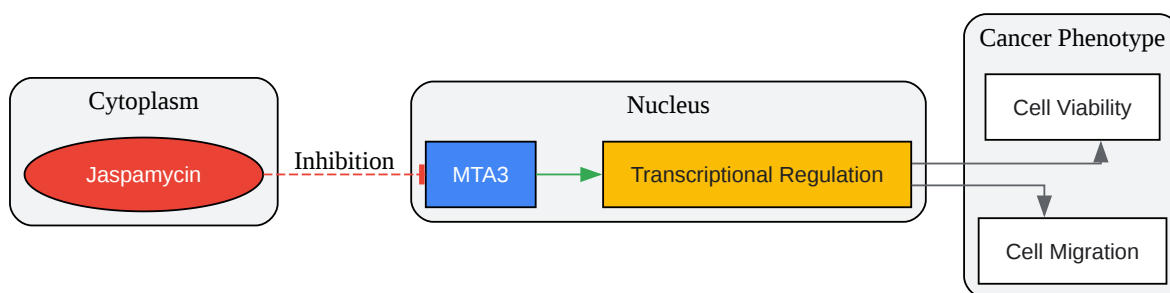 Cytoplasm
Jaspamycin
Inhibition
Nucleus
MTA3
Transcriptional Regulation
Cancer Phenotype
Cell Viability
Cell Migration